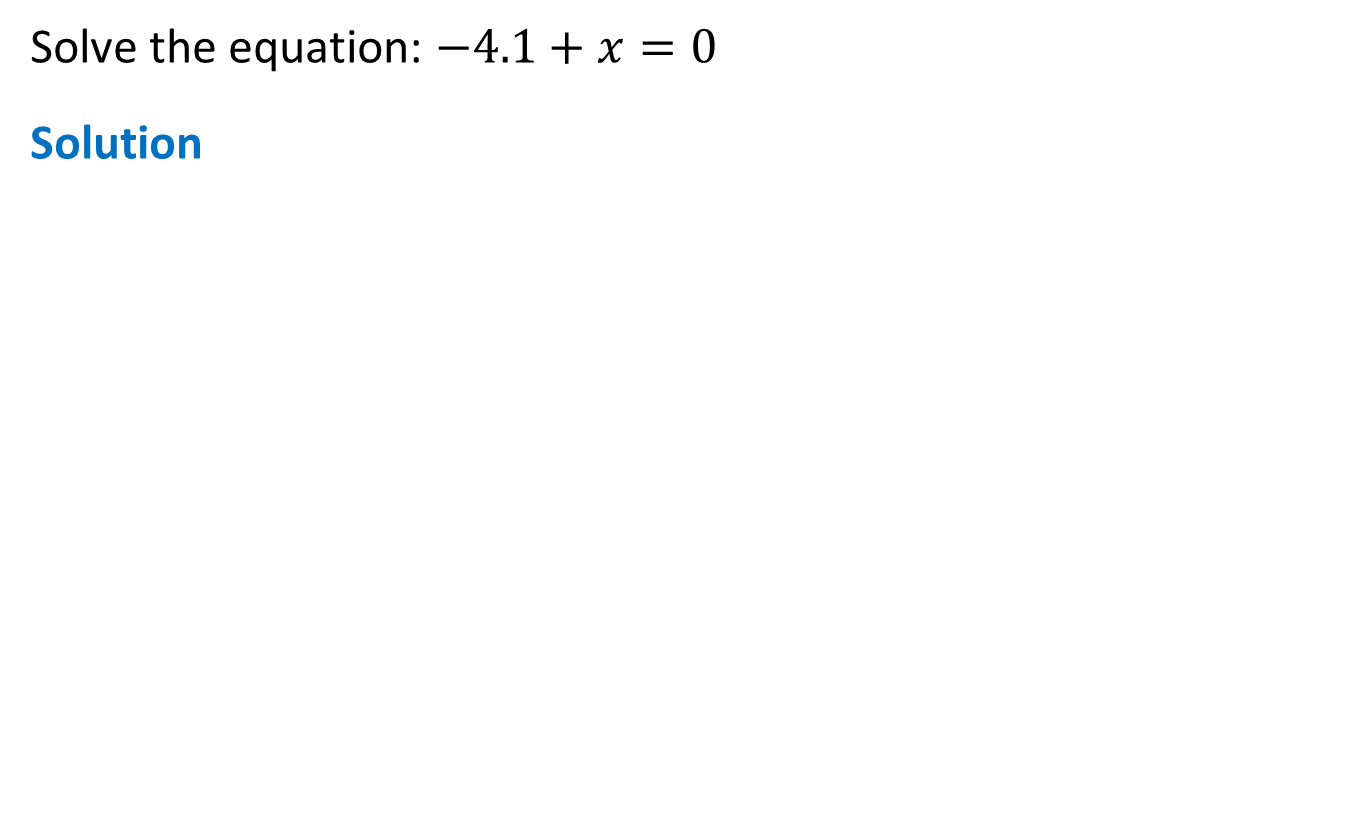 Solve the equation: −4.1 + 𝑥 = 0
Solution